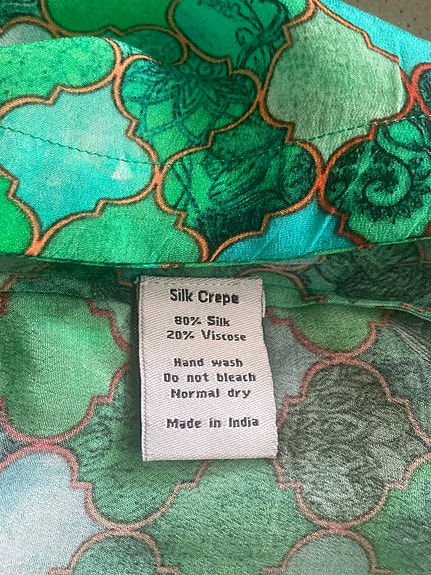 Silk Crepe
80% Silk
20% Viscose
Hand wash
Do not bleach
Normal dry
Made in India